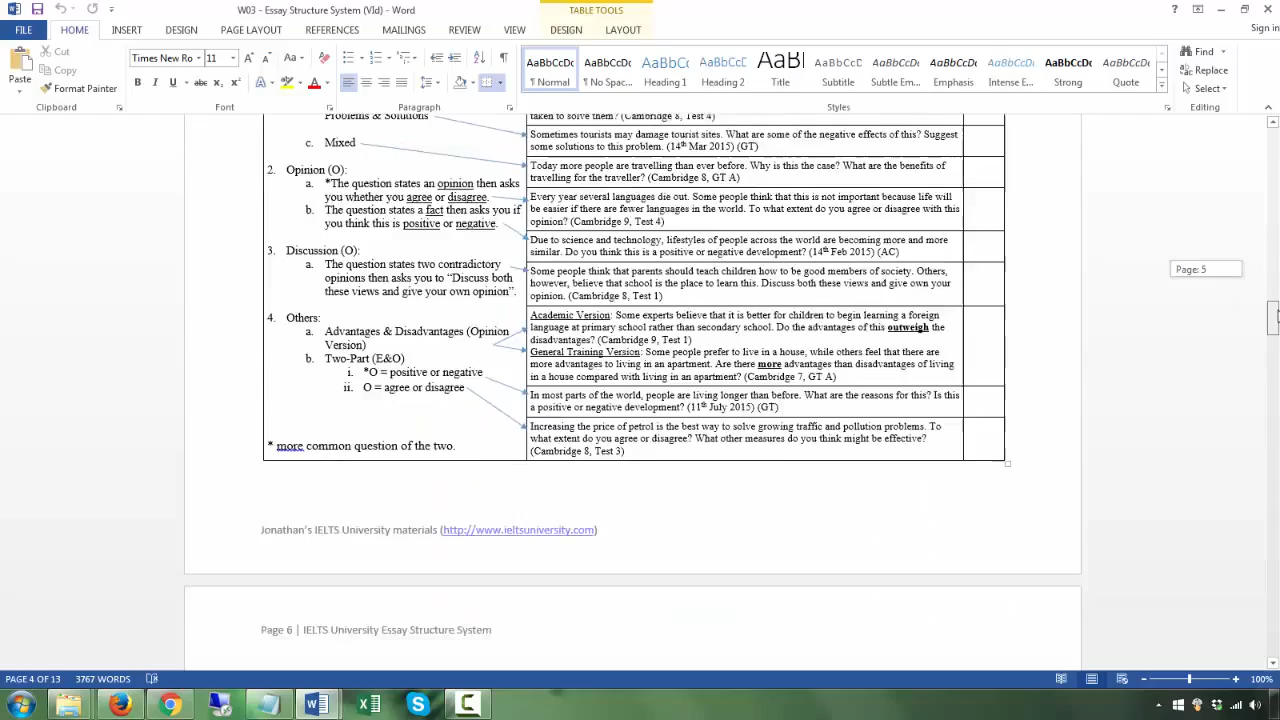 W03 - Essay Structure System (VId) - Word
TABLE TOOLS
FILE
HOME
INSERT
DESIGN
PAGE LAYOUT
REFERENCES
MAILINGS
REVIEW
VIEW
DESIGN
LAYOUT
Sign in
Paste
Cut
Copy
Format Painter
Clipboard
Times New Ro
11
Font
Paragraph
AaBbCcDc
¶ Normal
AaBbCcDc
¶ No Spac...
AaBbCc
Heading 1
AaBbCcC
Heading 2
AaB
Title
AaBbCcC
Subtitle
AaBbCcDc
Subtle Em...
AaBbCcDc
Emphasis
AaBbCcDc
Intense E...
AaBbCcDc
Strong
AaBbCcDc
Quote
Styles
Find
Replace
Select
Editing
Problems & Solutions
c. Mixed
2. Opinion (O):
a. *The question states an opinion then asks
you whether you agree or disagree.
b. The question states a fact then asks you if
you think this is positive or negative.
3. Discussion (O):
a. The question states two contradictory
opinions then asks you to “Discuss both
these views and give your own opinion”.
4. Others:
a. Advantages & Disadvantages (Opinion
Version)
b. Two-Part (E&O)
i. *O = positive or negative
ii. O = agree or disagree
* more common question of the two.
taken to solve them? (Cambridge 8, Test 4)
Sometimes tourists may damage tourist sites. What are some of the negative effects of this? Suggest
some solutions to this problem. (14th Mar 2015) (GT)
Today more people are travelling than ever before. Why is this the case? What are the benefits of
travelling for the traveller? (Cambridge 8, GT A)
Every year several languages die out. Some people think that this is not important because life will
be easier if there are fewer languages in the world. To what extent do you agree or disagree with this
opinion? (Cambridge 9, Test 4)
Due to science and technology, lifestyles of people across the world are becoming more and more
similar. Do you think this is a positive or negative development? (14th Feb 2015) (AC)
Some people think that parents should teach children how to be good members of society. Others,
however, believe that school is the place to learn this. Discuss both these views and give your own
opinion. (Cambridge 8, Test 1)
Academic Version: Some experts believe that it is better for children to begin learning a foreign
language at primary school rather than secondary school. Do the advantages of this outweigh the
disadvantages? (Cambridge 9, Test 1)
General Training Version: Some people prefer to live in a house, while others feel that there are
more advantages to living in an apartment. Are there more advantages than disadvantages of living
in a house compared with living in an apartment? (Cambridge 7, GT A)
In most parts of the world, people are living longer than before. What are the reasons for this? Is this
a positive or negative development? (11th July 2015) (GT)
Increasing the price of petrol is the best way to solve growing traffic and pollution problems. To
what extent do you agree or disagree? What other measures do you think might be effective?
(Cambridge 8, Test 3)
Page: 5
Jonathan’s IELTS University materials (http://www.ieltsuniversity.com)
Page 6 | IELTS University Essay Structure System
PAGE 4 OF 13
3767 WORDS
100%